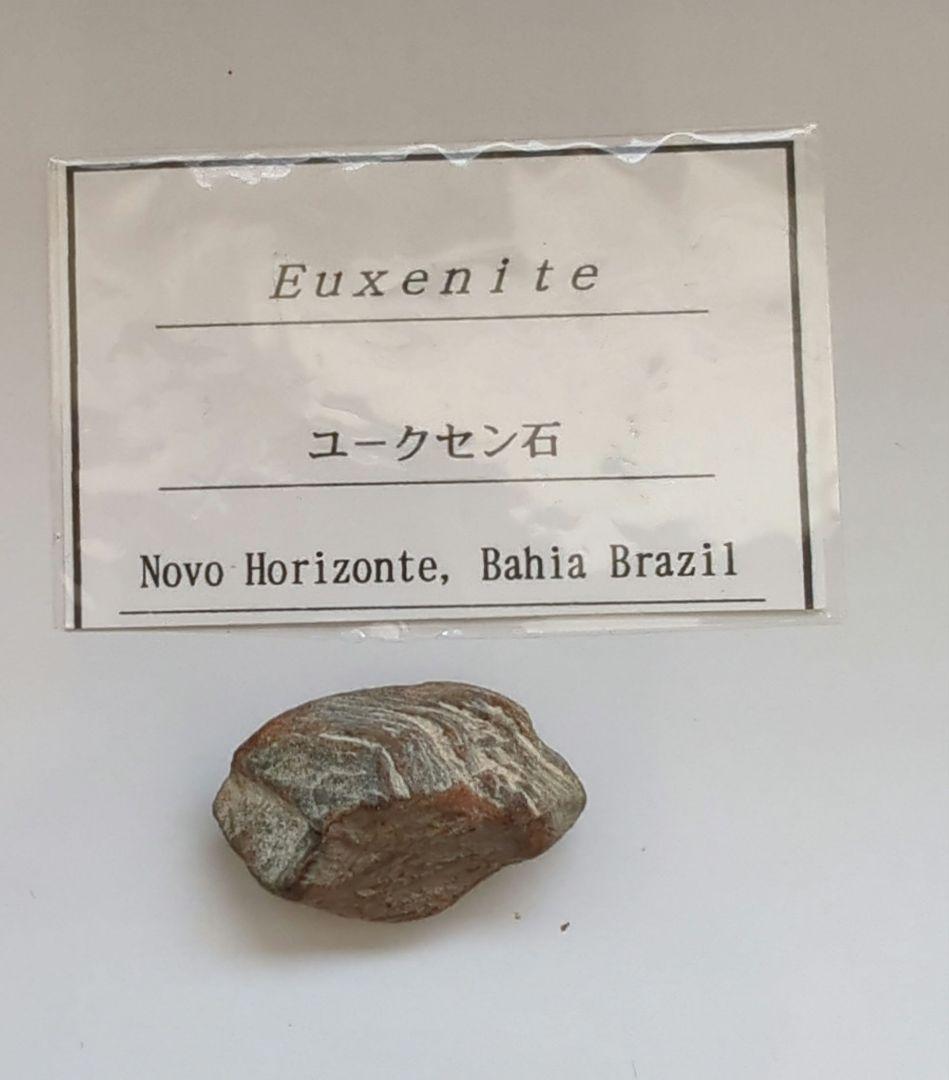 Euxenite
ユークセン石
Novo Horizonte, Bahia Brazil